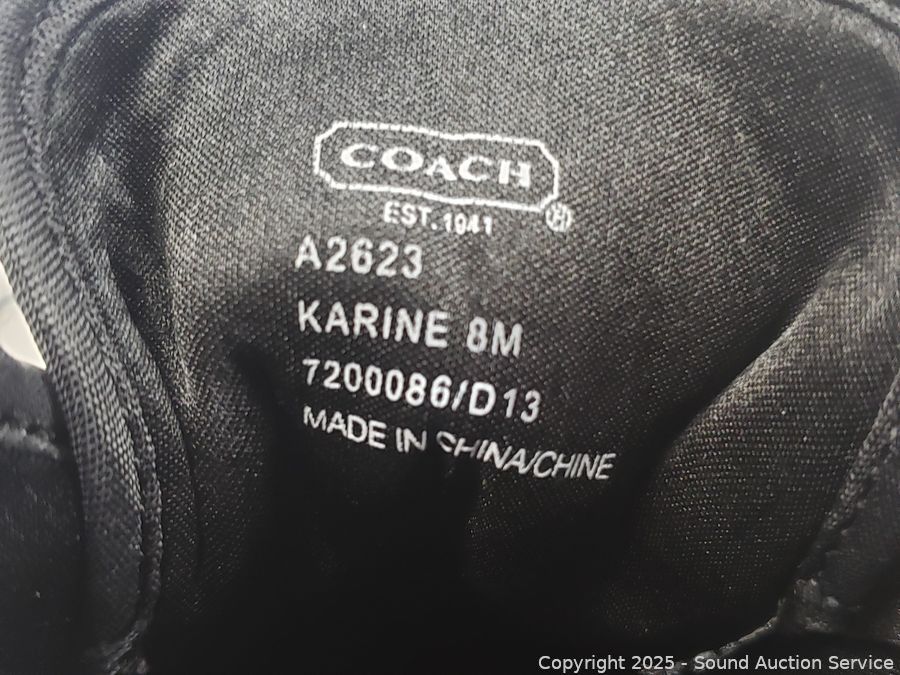 COACH
EST. 1941 ®
A2623
KARINE 8M
7200086/D13
MADE IN CHINA/CHINE
Copyright 2025 - Sound Auction Service